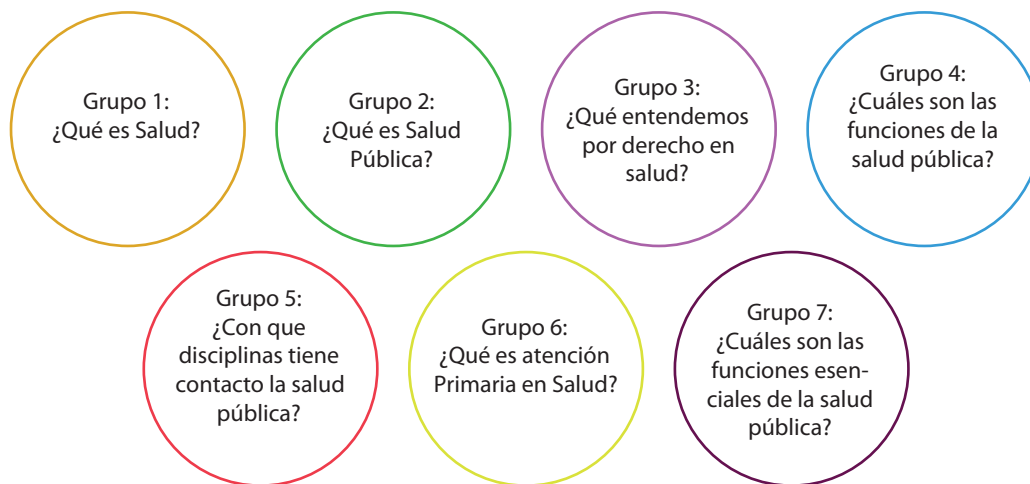 Grupo 1:
¿Qué es Salud?
Grupo 2:
¿Qué es Salud
Pública?
Grupo 3:
¿Qué entendemos
por derecho en
salud?
Grupo 4:
¿Cuáles son las
funciones de la
salud pública?
Grupo 5:
¿Con que
disciplinas tiene
contacto la salud
pública?
Grupo 6:
¿Qué es atención
Primaria en Salud?
Grupo 7:
¿Cuáles son las
funciones esen-
ciales de la salud
pública?